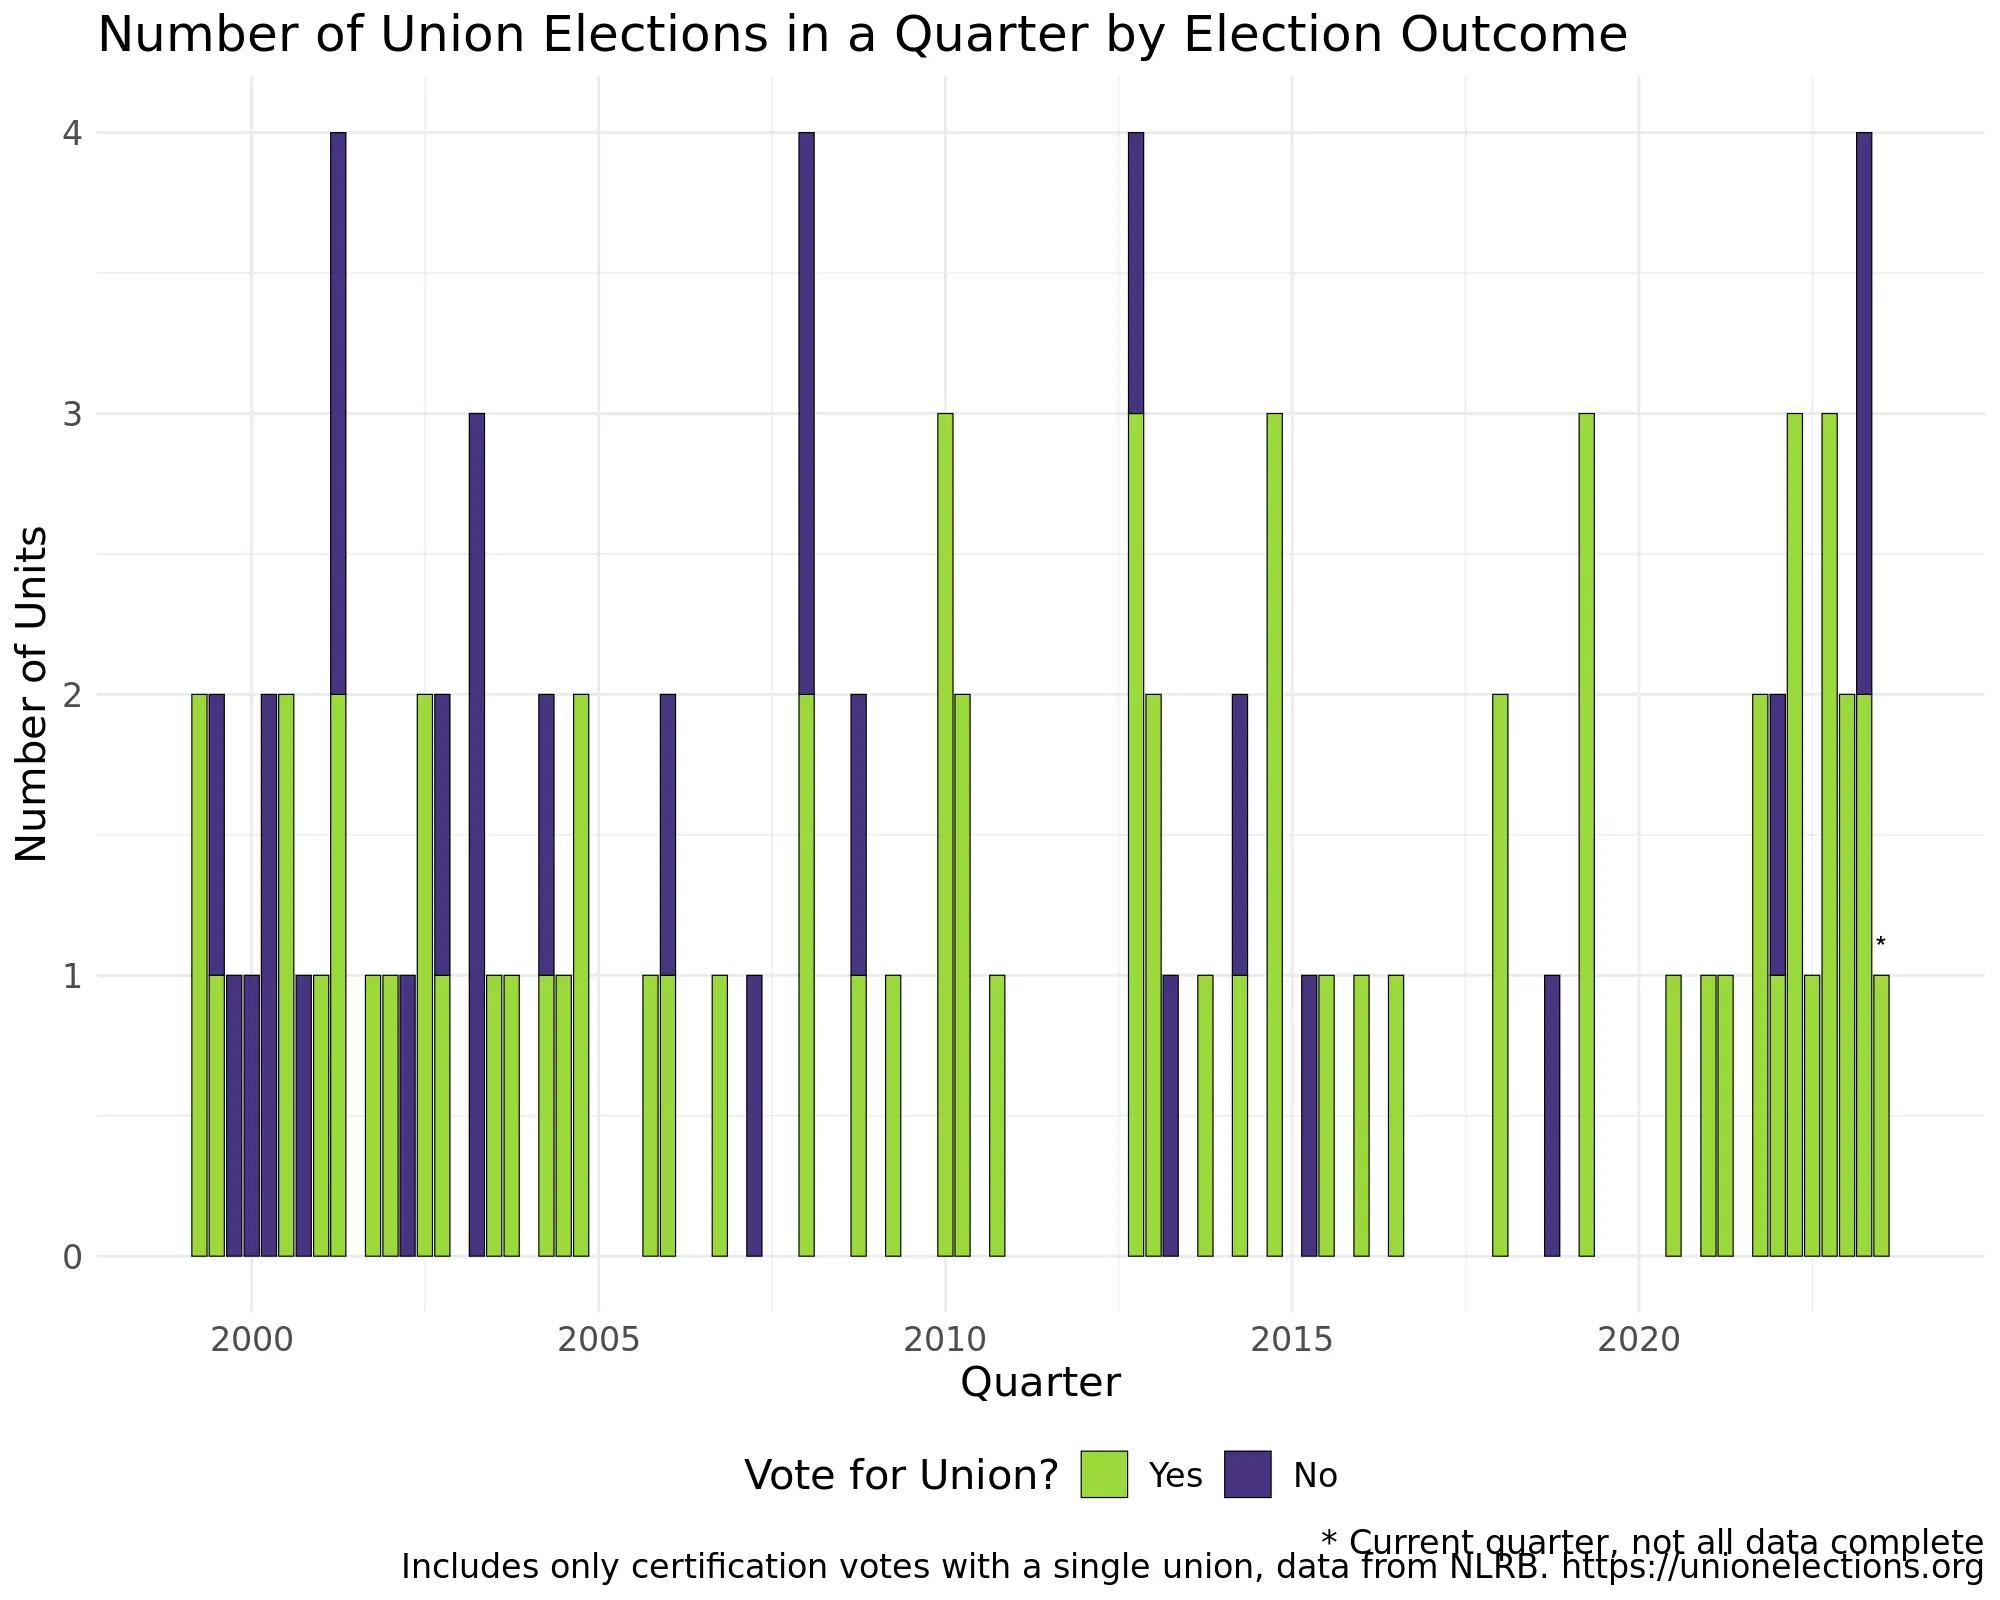 Number of Union Elections in a Quarter by Election Outcome
4
3
2
1
0
Number of Units
*
2000 2005 2010 2015 2020
Quarter
Vote for Union? Yes No
* Current quarter, not all data complete
Includes only certification votes with a single union, data from NLRB. https://unionelections.org